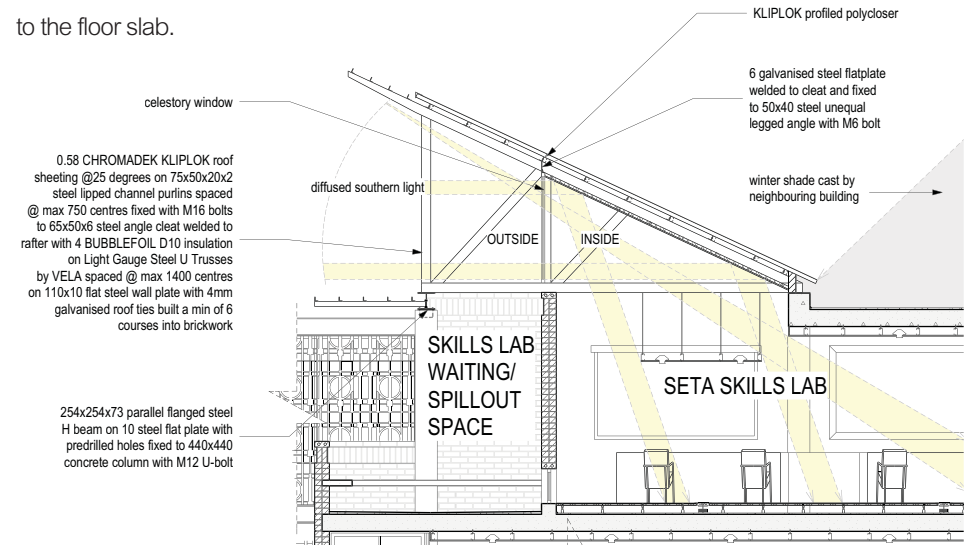 to the floor slab.
KLIPLOK profiled polycloser
6 galvanised steel flatplate
welded to cleat and fixed
to 50x40 steel unequal
legged angle with M6 bolt
celestory window
0.58 CHROMADEK KLIPLOK roof
sheeting @25 degrees on 75x50x20x2
steel lipped channel purlins spaced
@ max 750 centres fixed with M16 bolts
to 65x50x6 steel angle cleat welded to
rafter with 4 BUBBLEFOIL D10 insulation
on Light Gauge Steel U Trusses
by VELA spaced @ max 1400 centres
on 110x10 flat steel wall plate with 4mm
galvanised roof ties built a min of 6
courses into brickwork
diffused southern light
winter shade cast by
neighbouring building
OUTSIDE
INSIDE
SKILLS LAB
WAITING/
SPILLOUT
SPACE
SETA SKILLS LAB
254x254x73 parallel flanged steel
H beam on 10 steel flat plate with
predrilled holes fixed to 440x440
concrete column with M12 U-bolt